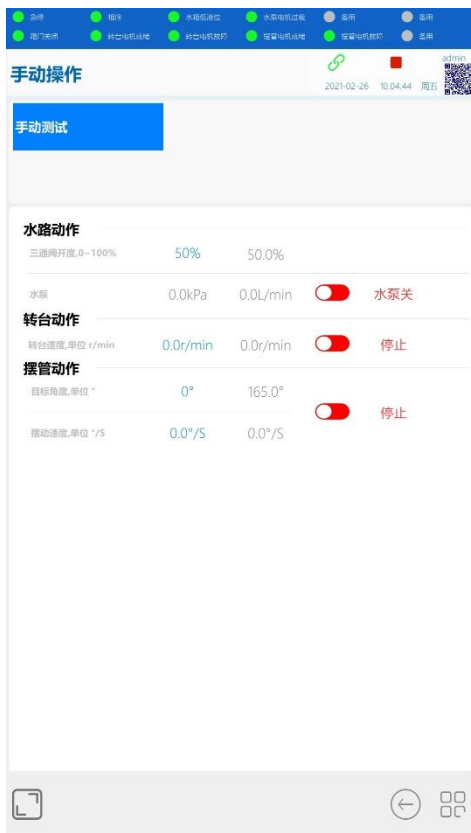 急停 相序 水箱低液位 水泵电机过载 备用 备用
箱门关闭 转台电机就绪 转台电机故障 摆管电机就绪 摆管电机故障 备用
手动操作
admin
2021-02-26 10:04:44 周五
手动测试
水路动作
三通阀开度,0~100% 50% 50.0%
水泵 0.0kPa 0.0L/min 水泵关
转台动作
转台速度,单位 r/min 0.0r/min 0.0r/min 停止
摆管动作
目标角度,单位 ° 0° 165.0°
停止
摆动速度,单位 °/S 0.0°/S 0.0°/S